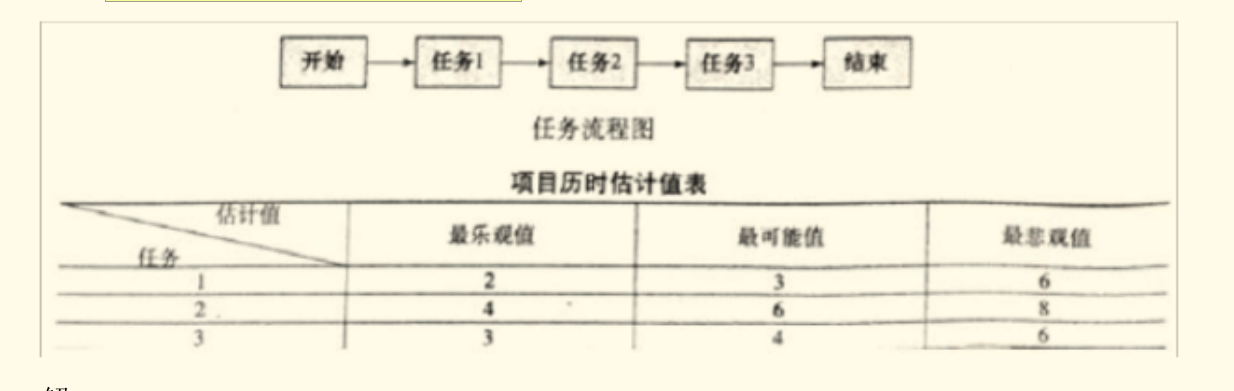 开始 任务1 任务2 任务3 结束
任务流程图
项目历时估计值表
估计值 最乐观值 最可能值 最悲观值
任务
1 2 3 6
2 4 6 8
3 3 4 6